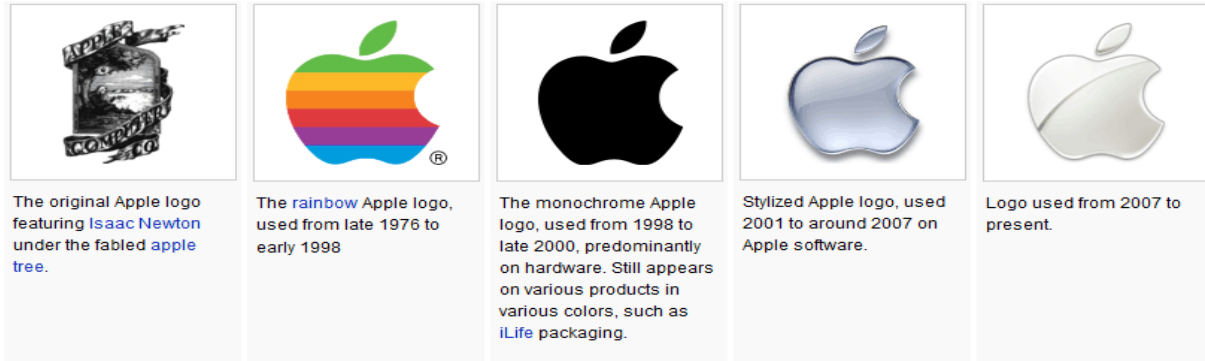 APPLE
COMPUTER
CO.
®
The original Apple logo
featuring Isaac Newton
under the fabled apple
tree.
The rainbow Apple logo,
used from late 1976 to
early 1998
The monochrome Apple
logo, used from 1998 to
late 2000, predominantly
on hardware. Still appears
on various products in
various colors, such as
iLife packaging.
Stylized Apple logo, used
2001 to around 2007 on
Apple software.
Logo used from 2007 to
present.